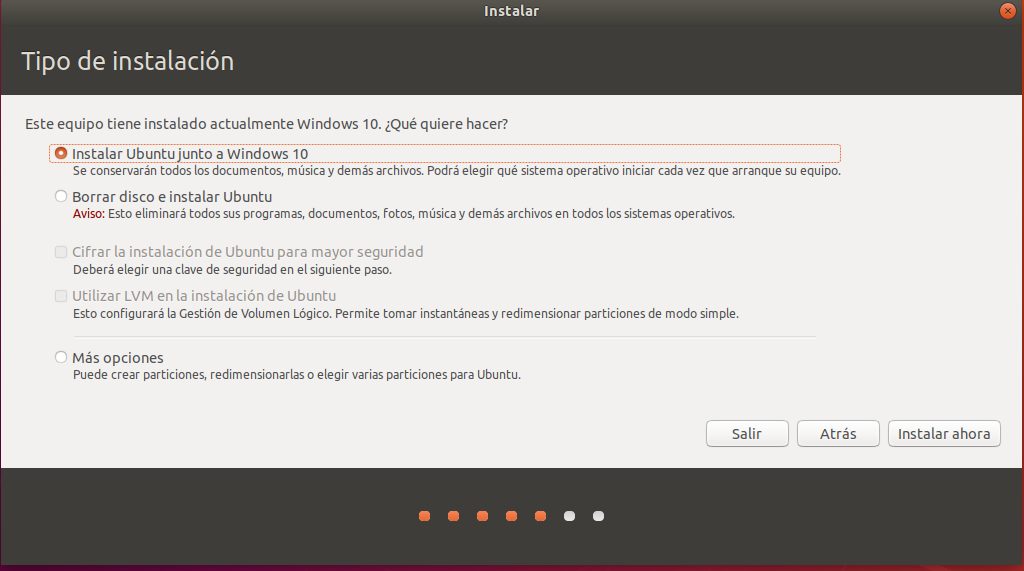 Instalar
Tipo de instalación
Este equipo tiene instalado actualmente Windows 10. ¿Qué quiere hacer?
Instalar Ubuntu junto a Windows 10
Se conservarán todos los documentos, música y demás archivos. Podrá elegir qué sistema operativo iniciar cada vez que arranque su equipo.
Borrar disco e instalar Ubuntu
Aviso: Esto eliminará todos sus programas, documentos, fotos, música y demás archivos en todos los sistemas operativos.
Cifrar la instalación de Ubuntu para mayor seguridad
Deberá elegir una clave de seguridad en el siguiente paso.
Utilizar LVM en la instalación de Ubuntu
Esto configurará la Gestión de Volumen Lógico. Permite tomar instantáneas y redimensionar particiones de modo simple.
Más opciones
Puede crear particiones, redimensionarlas o elegir varias particiones para Ubuntu.
Salir Atrás Instalar ahora